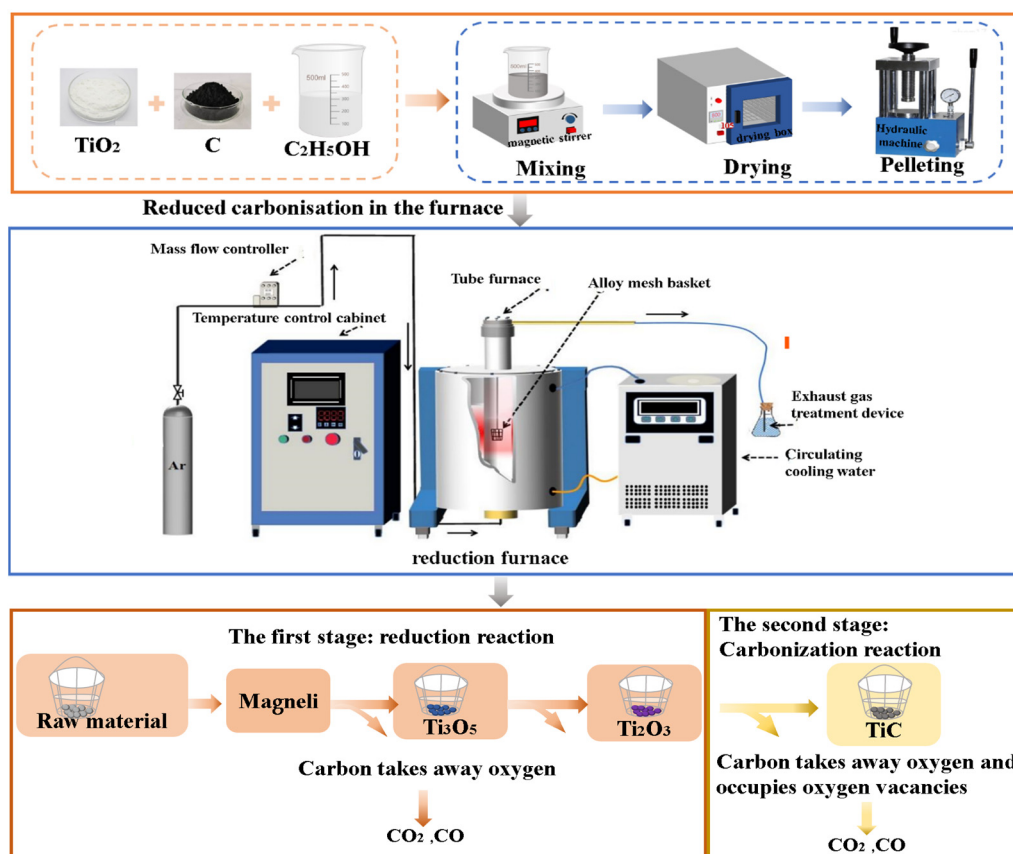 TiO₂
+
C
+
C₂H₅OH
500ml
500ml
magnetic stirrer
Mixing
drying box
Drying
Hydraulic
machine
Pelleting
Reduced carbonisation in the furnace
Mass flow controller
Tube furnace
Alloy mesh basket
Temperature control cabinet
Ar
Exhaust gas
treatment device
Circulating
cooling water
reduction furnace
The first stage: reduction reaction
Raw material
Magneli
Ti₃O₅
Ti₂O₃
Carbon takes away oxygen
CO₂ ,CO
The second stage:
Carbonization reaction
TiC
Carbon takes away oxygen and
occupies oxygen vacancies
CO₂ ,CO